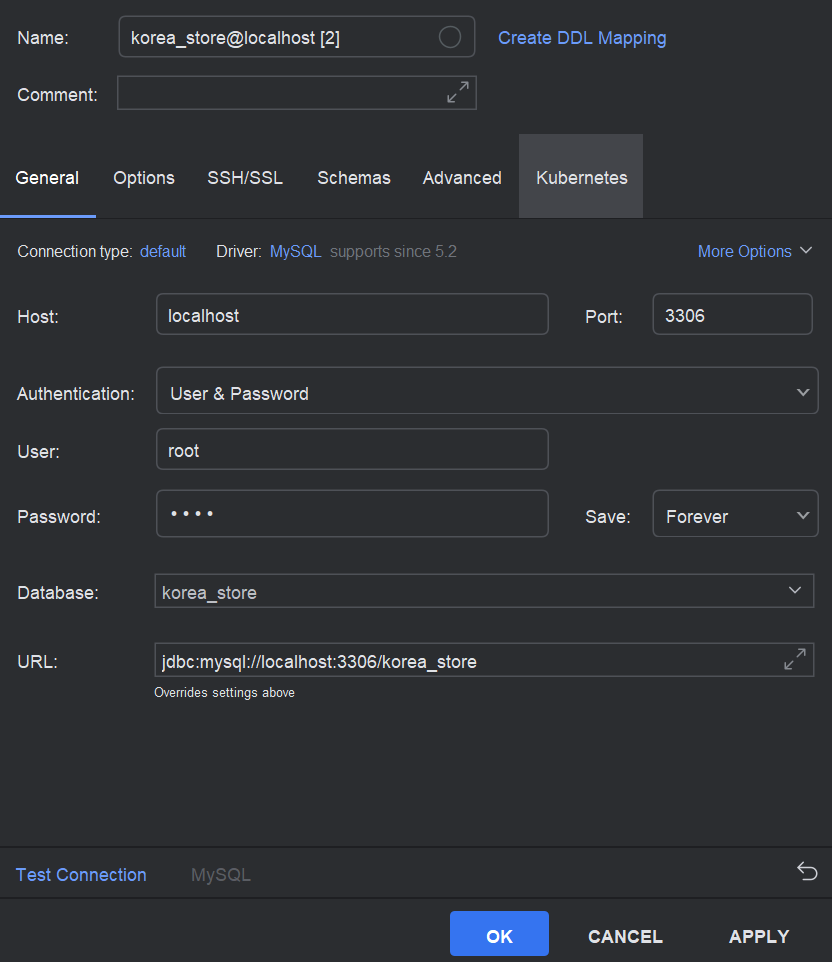 Name: korea_store@localhost [2] Create DDL Mapping
Comment:
General Options SSH/SSL Schemas Advanced Kubernetes
Connection type: default Driver: MySQL supports since 5.2 More Options
Host: localhost Port: 3306
Authentication: User & Password
User: root
Password: •••• Save: Forever
Database: korea_store
URL: jdbc:mysql://localhost:3306/korea_store
Overrides settings above
Test Connection MySQL
OK CANCEL APPLY